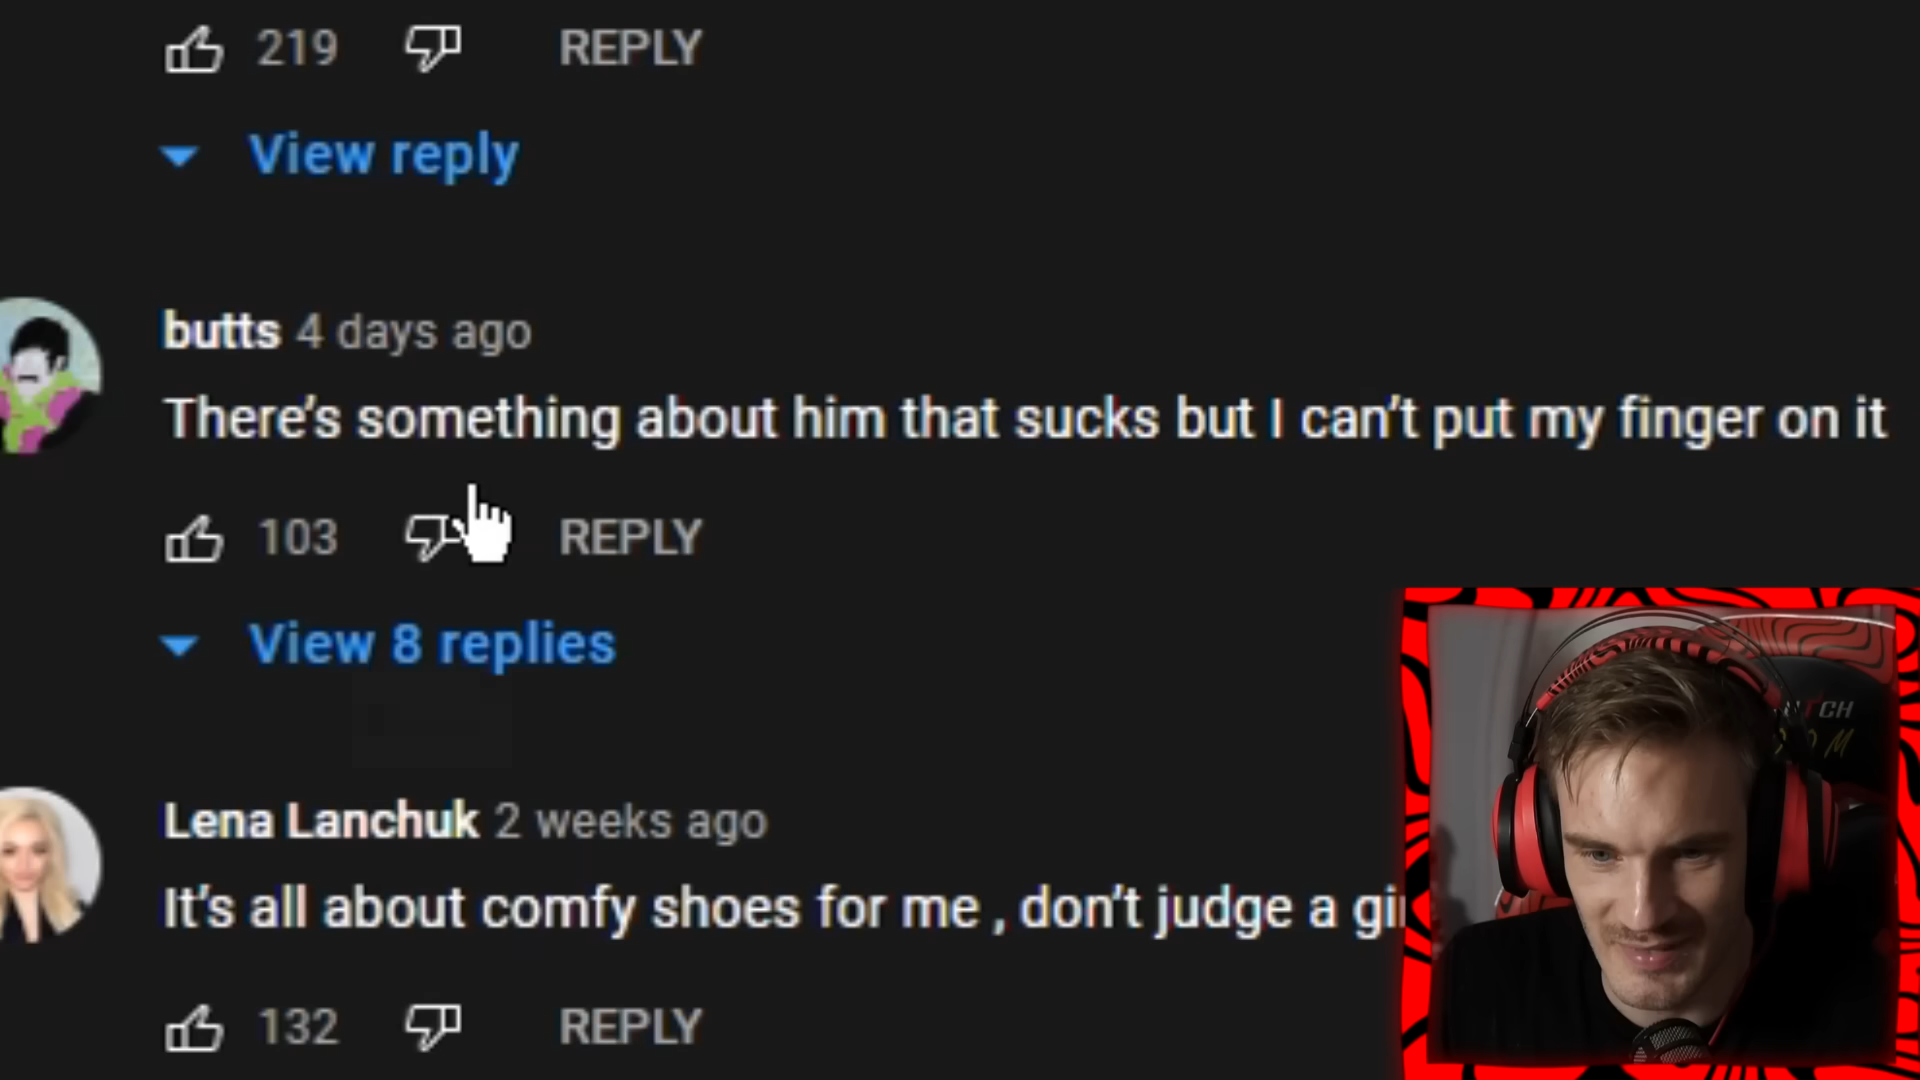 219 REPLY
View reply
butts 4 days ago
There's something about him that sucks but I can't put my finger on it
103 REPLY
View 8 replies
Lena Lanchuk 2 weeks ago
It's all about comfy shoes for me , don't judge a
132 REPLY